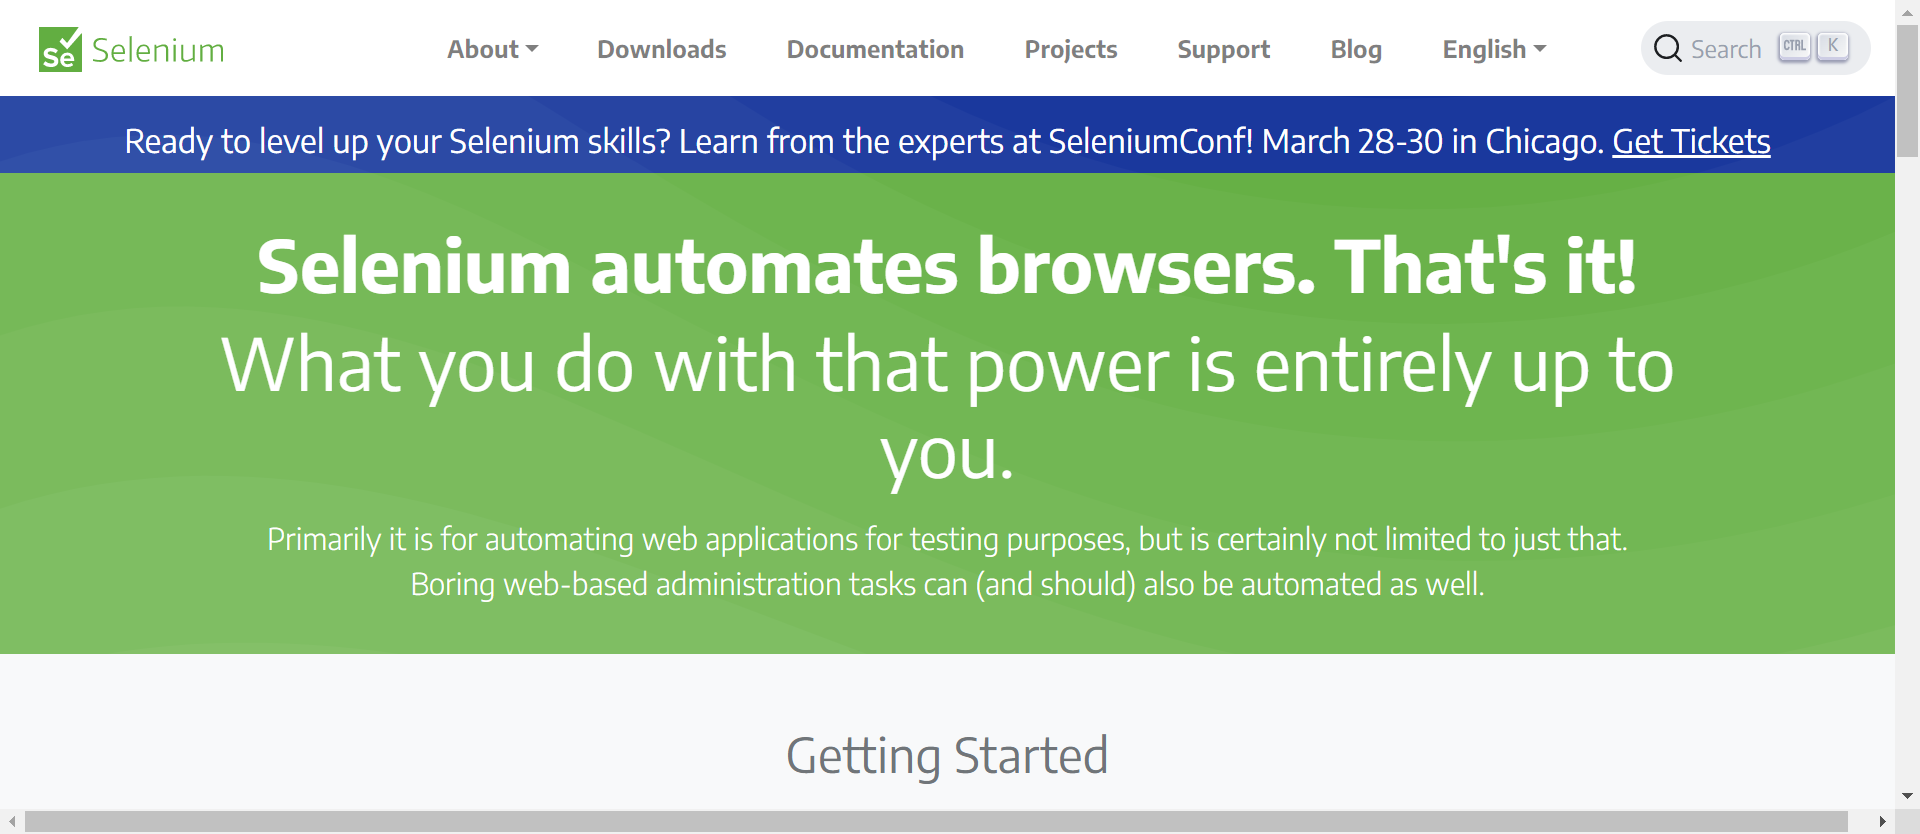 Se Selenium
About Downloads Documentation Projects Support Blog English Search CTRL K
Ready to level up your Selenium skills? Learn from the experts at SeleniumConf! March 28-30 in Chicago. Get Tickets
Selenium automates browsers. That's it!
What you do with that power is entirely up to
you.
Primarily it is for automating web applications for testing purposes, but is certainly not limited to just that.
Boring web-based administration tasks can (and should) also be automated as well.
Getting Started